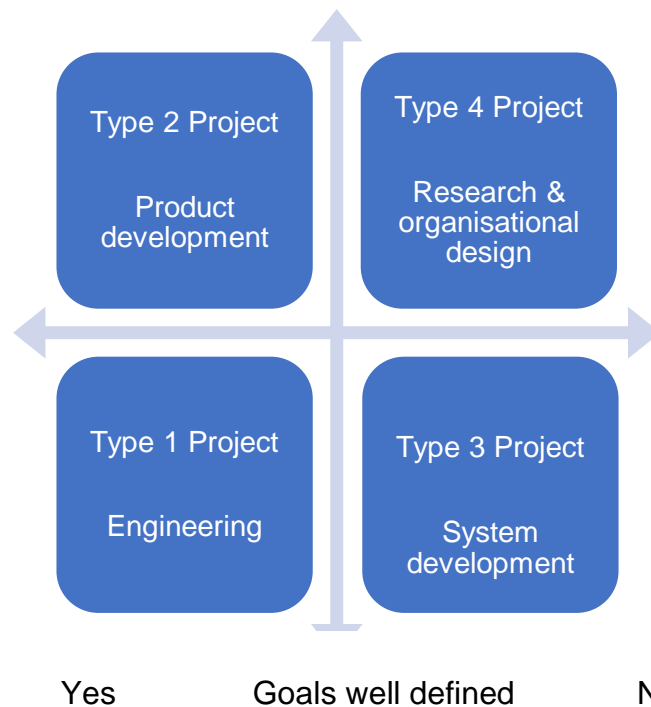 Type 2 Project
Product
development
Type 4 Project
Research &
organisational
design
Type 1 Project
Engineering
Type 3 Project
System
development
Yes Goals well defined N